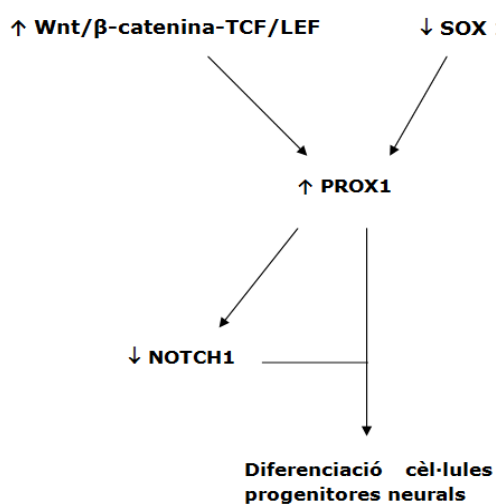 ↑ Wnt/β-catenina-TCF/LEF ↓ SOX
↑ PROX1
↓ NOTCH1
Diferenciació cèl·lules
progenitores neurals